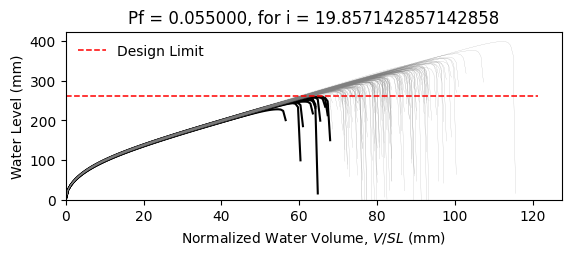 Pf = 0.055000, for i = 19.857142857142858
Water Level (mm)
400
300
200
100
0
Design Limit
0 20 40 60 80 100 120
Normalized Water Volume, V/SL (mm)